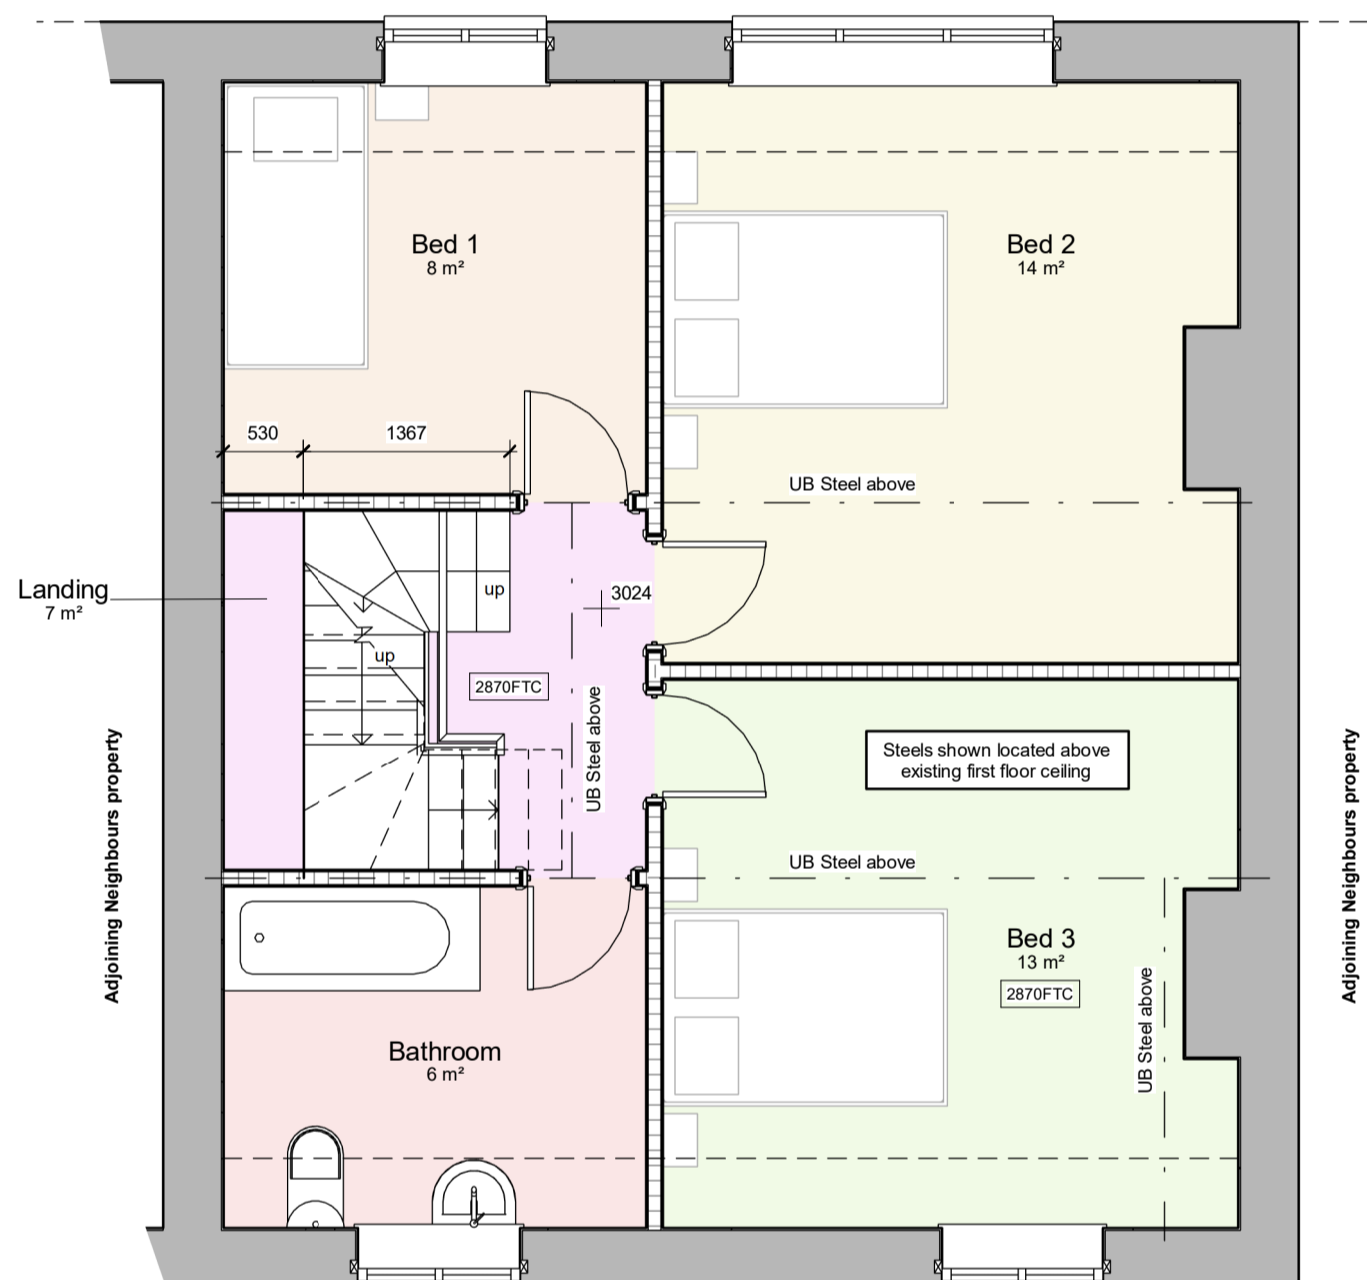 Bed 1
8 m²
Bed 2
14 m²
530
1367
UB Steel above
Landing
7 m²
up
3024
up
2870FTC
UB Steel above
Steels shown located above
existing first floor ceiling
Adjoining Neighbours property
Adjoining Neighbours property
UB Steel above
Bed 3
13 m²
2870FTC
UB Steel above
Bathroom
6 m²